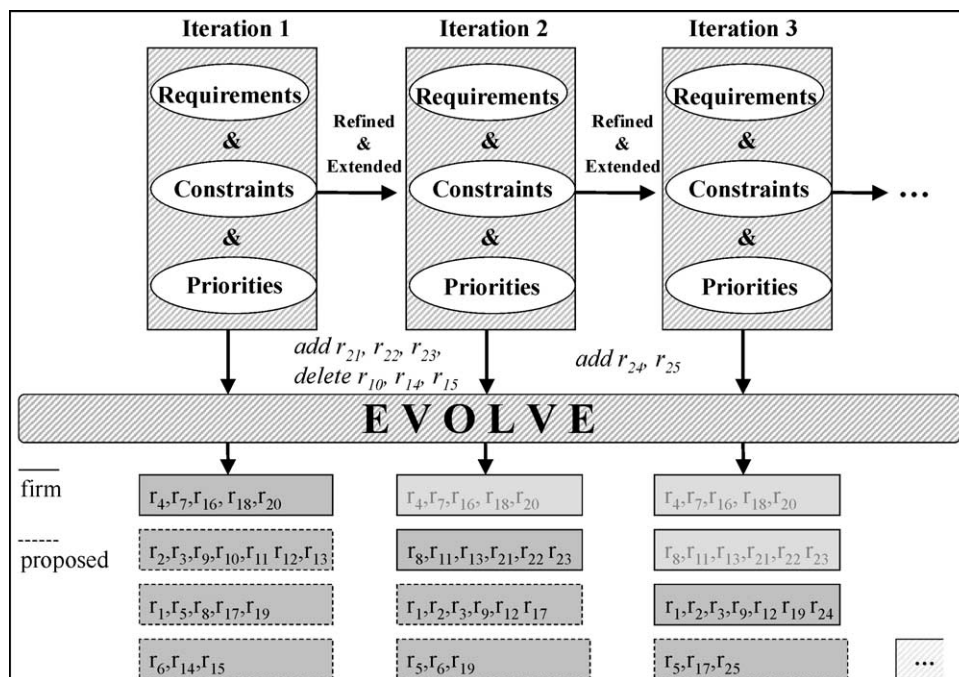 Iteration 1
Iteration 2
Iteration 3
Requirements
&
Constraints
&
Priorities
Refined
&
Extended
Requirements
&
Constraints
&
Priorities
Refined
&
Extended
Requirements
&
Constraints
&
Priorities
...
add r21, r22, r23,
delete r10, r14, r15
add r24, r25
E V O L V E
firm
proposed
r4,r7,r16, r18,r20
r2,r3,r9,r10,r11 r12,r13
r1,r5,r8,r17,r19
r6,r14,r15
r4,r7,r16, r18,r20
r8,r11,r13,r21,r22 r23
r1,r2,r3,r9,r12 r17
r5,r6,r19
r4,r7,r16, r18,r20
r8,r11,r13,r21,r22 r23
r1,r2,r3,r9,r12 r19 r24
r5,r17,r25
...